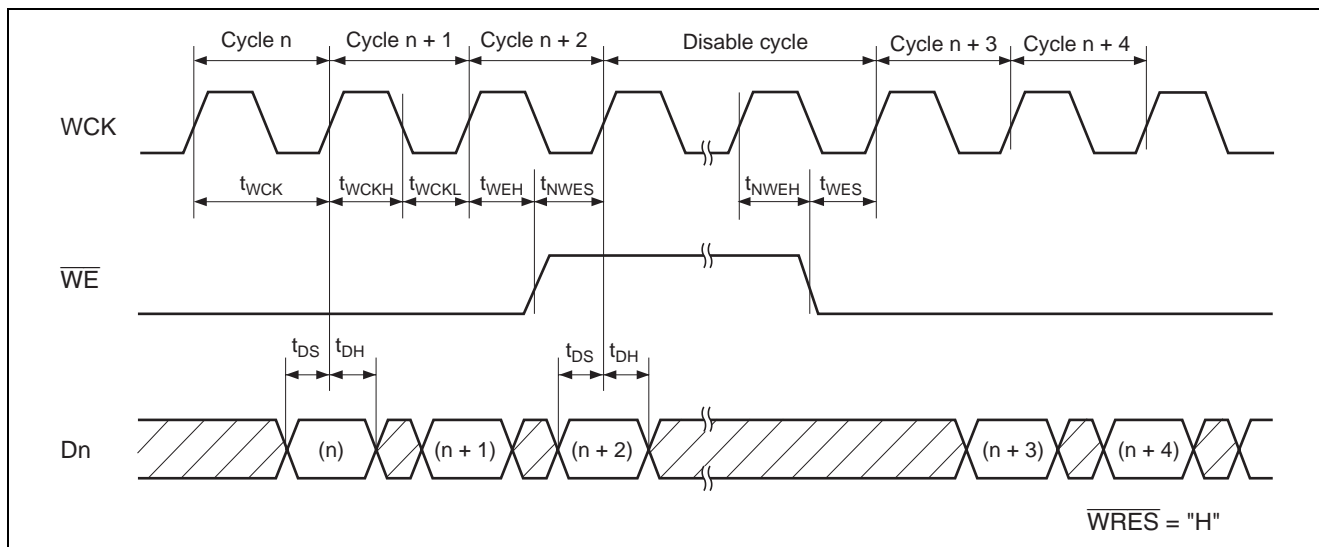 Cycle n Cycle n + 1 Cycle n + 2 Disable cycle Cycle n + 3 Cycle n + 4
WCK
tWCK tWCKH tWCKL tWEH tNWES tNWEH tWES
WE
tDS tDH tDS tDH
Dn (n) (n + 1) (n + 2) (n + 3) (n + 4)
WRES = "H"